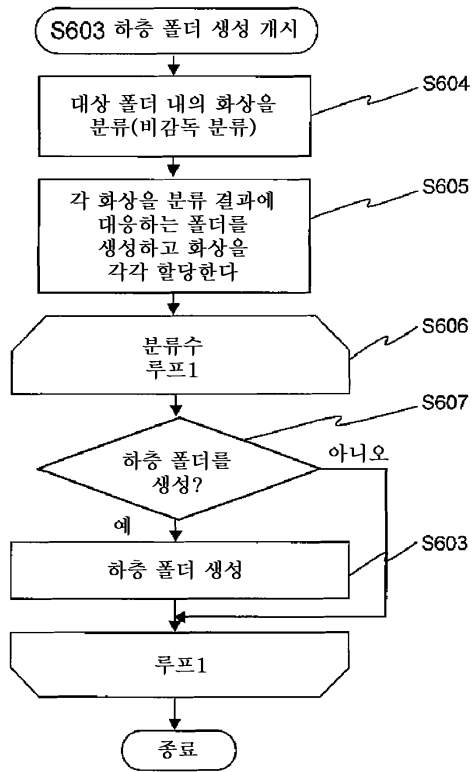 S603 하층 폴더 생성 개시
S604
대상 폴더 내의 화상을
분류(비감독 분류)
S605
각 화상을 분류 결과에
대응하는 폴더를
생성하고 화상을
각각 할당한다
S606
분류수
루프1
S607
하층 폴더를
생성?
아니오
예
S603
하층 폴더 생성
루프1
종료